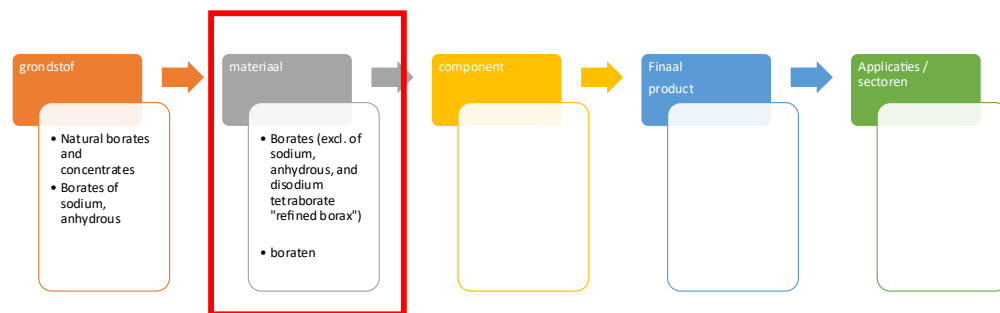 grondstof
• Natural borates
and
concentrates
• Borates of
sodium,
anhydrous
materiaal
• Borates (excl. of
sodium,
anhydrous, and
disodium
tetraborate
"refined borax")
• boraten
component
Finaal
product
Applicaties /
sectoren